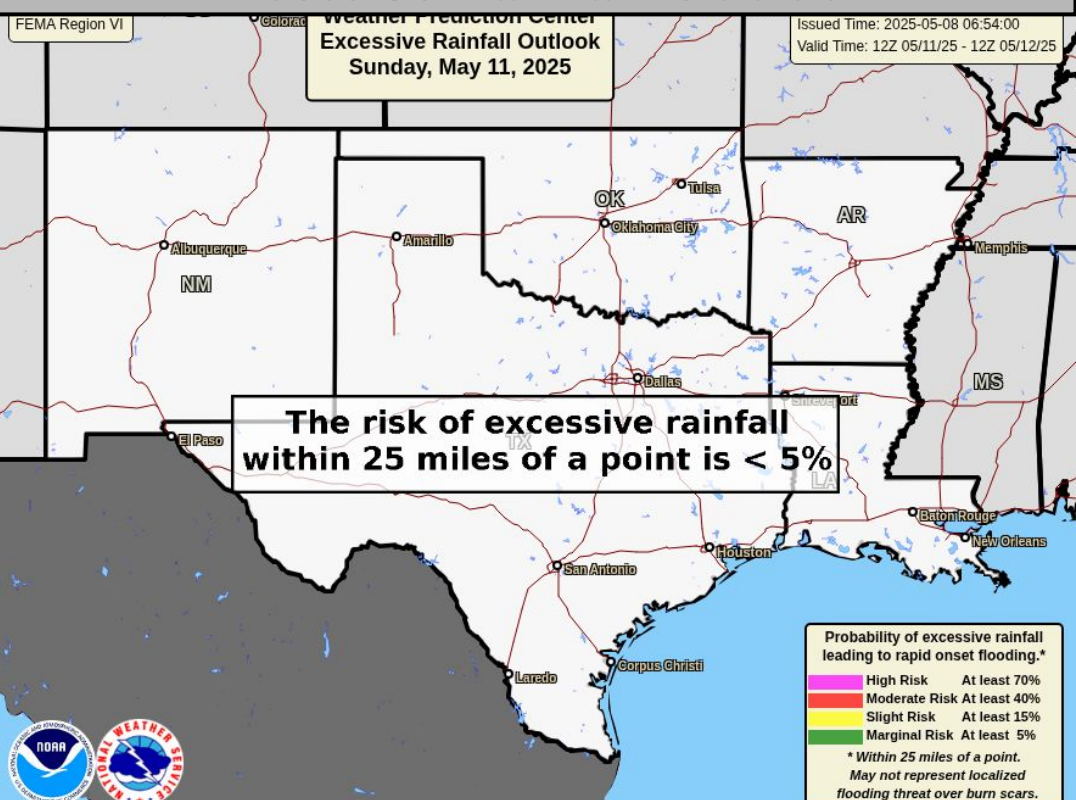 Weather Prediction Center
Excessive Rainfall Outlook
Sunday, May 11, 2025
FEMA Region VI
Issued Time: 2025-05-08 06:54:00
Valid Time: 12Z 05/11/25 - 12Z 05/12/25
Colorad
Tulsa
OK
AR
Oklahoma City
Amarillo
Albuquerque
Memphis
NM
Dallas
MS
Shreveport
The risk of excessive rainfall
within 25 miles of a point is < 5%
TX
El Paso
LA
Baton Rouge
New Orleans
Houston
San Antonio
Corpus Christi
Laredo
Probability of excessive rainfall
leading to rapid onset flooding.*
High Risk At least 70%
Moderate Risk At least 40%
Slight Risk At least 15%
Marginal Risk At least 5%
* Within 25 miles of a point.
May not represent localized
flooding threat over burn scars.
NOAA
NATIONAL WEATHER SERVICE